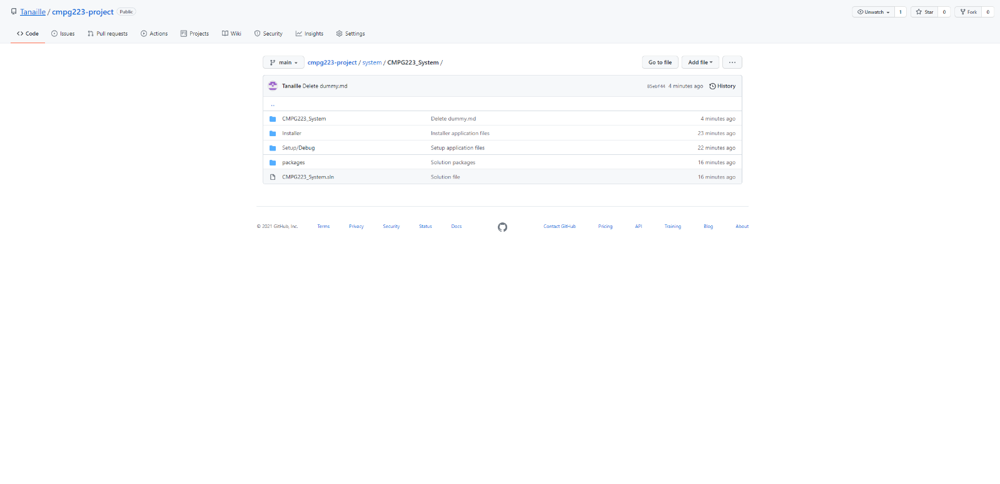 Tanaille / cmpg223-project Public Unwatch 1 Star 0 Fork 0
Code Issues Pull requests Actions Projects Wiki Security Insights Settings
main cmpg223-project / system / CMPG223_System / Go to file Add file ...
Tanaille Delete dummy.md 85ebf44 4 minutes ago History
..
CMPG223_System Delete dummy.md 4 minutes ago
Installer Installer application files 23 minutes ago
Setup/Debug Setup application files 22 minutes ago
packages Solution packages 16 minutes ago
CMPG223_System.sln Solution file 16 minutes ago
© 2021 GitHub, Inc. Terms Privacy Security Status Docs Contact GitHub Pricing API Training Blog About